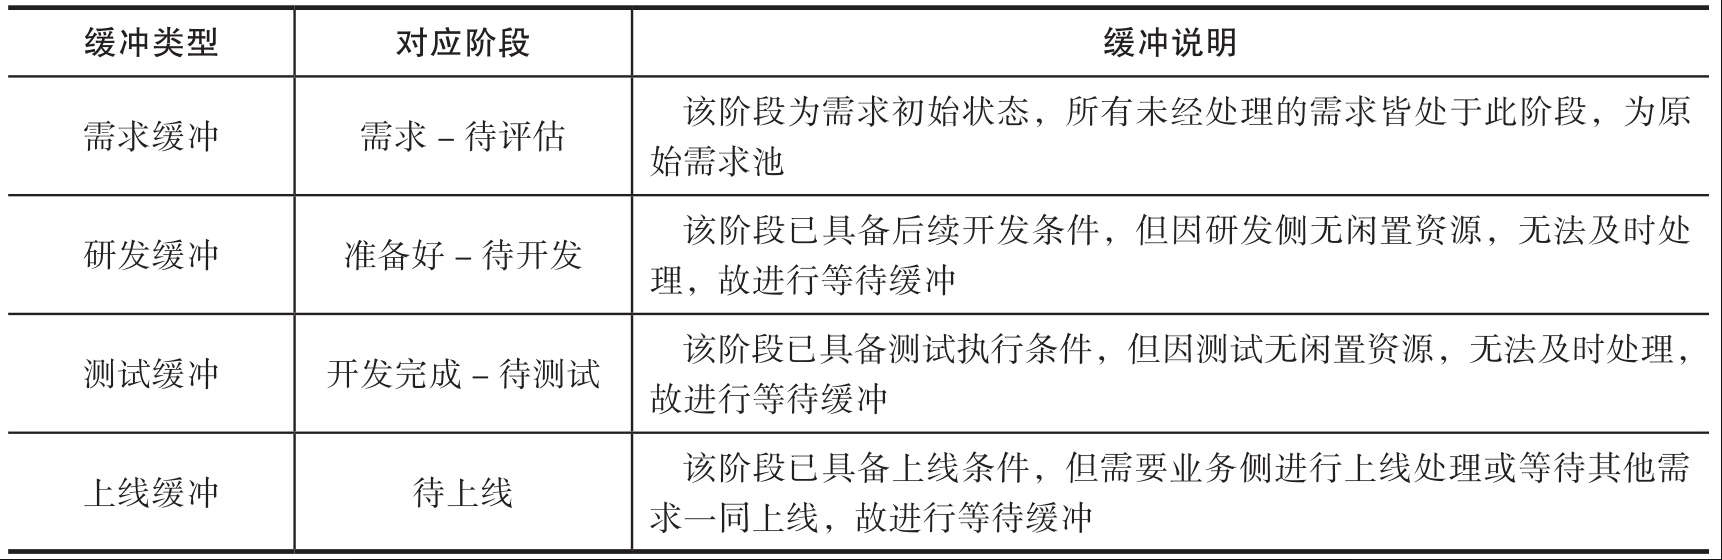 缓冲类型 对应阶段 缓冲说明
需求缓冲 需求 – 待评估 该阶段为需求初始状态，所有未经处理的需求皆处于此阶段，为原
始需求池
研发缓冲 准备好 – 待开发 该阶段已具备后续开发条件，但因研发侧无闲置资源，无法及时处
理，故进行等待缓冲
测试缓冲 开发完成 – 待测试 该阶段已具备测试执行条件，但因测试无闲置资源，无法及时处理，
故进行等待缓冲
上线缓冲 待上线 该阶段已具备上线条件，但需要业务侧进行上线处理或等待其他需
求一同上线，故进行等待缓冲